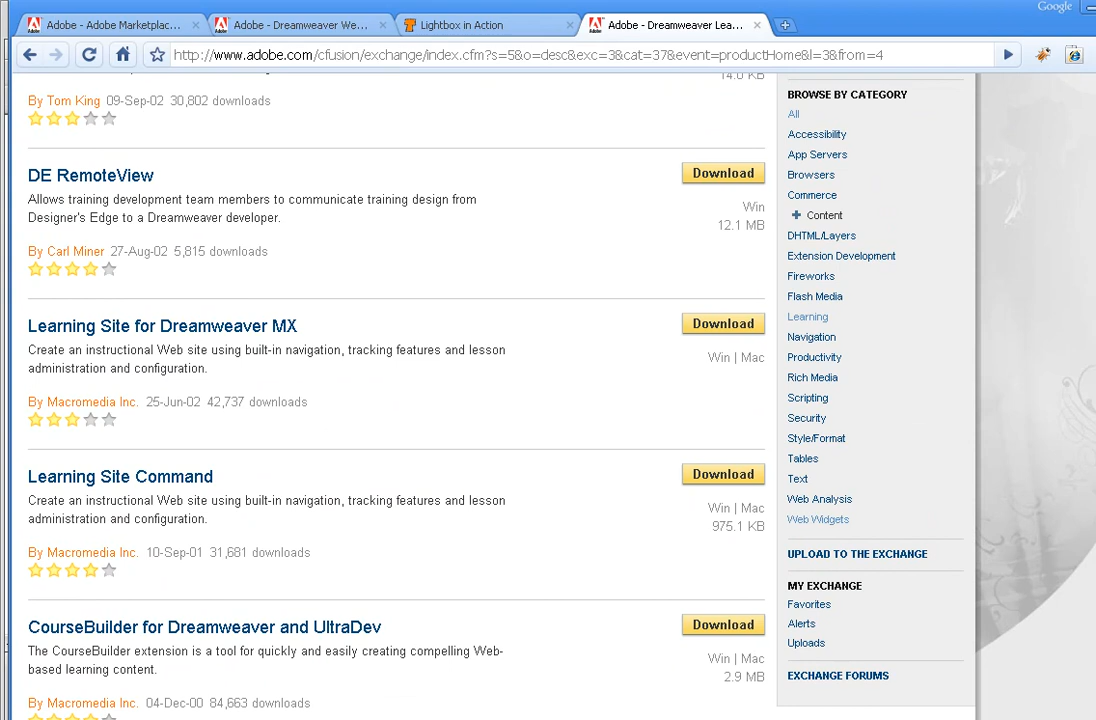 Google
Adobe - Adobe Marketplac...
Adobe - Dreamweaver We...
Lightbox in Action
Adobe - Dreamweaver Lea...
http://www.adobe.com/cfusion/exchange/index.cfm?s=5&o=desc&exc=3&cat=37&event=productHome&l=3&from=4
14.0 KB
By Tom King 09-Sep-02 30,802 downloads
DE RemoteView
Download
Allows training development team members to communicate training design from
Designer's Edge to a Dreamweaver developer.
Win
12.1 MB
By Carl Miner 27-Aug-02 5,815 downloads
Learning Site for Dreamweaver MX
Download
Create an instructional Web site using built-in navigation, tracking features and lesson
administration and configuration.
Win | Mac
By Macromedia Inc. 25-Jun-02 42,737 downloads
Learning Site Command
Download
Create an instructional Web site using built-in navigation, tracking features and lesson
administration and configuration.
Win | Mac
975.1 KB
By Macromedia Inc. 10-Sep-01 31,681 downloads
CourseBuilder for Dreamweaver and UltraDev
Download
The CourseBuilder extension is a tool for quickly and easily creating compelling Web-
based learning content.
Win | Mac
2.9 MB
By Macromedia Inc. 04-Dec-00 84,663 downloads
BROWSE BY CATEGORY
All
Accessibility
App Servers
Browsers
Commerce
Content
DHTML/Layers
Extension Development
Fireworks
Flash Media
Learning
Navigation
Productivity
Rich Media
Scripting
Security
Style/Format
Tables
Text
Web Analysis
Web Widgets
UPLOAD TO THE EXCHANGE
MY EXCHANGE
Favorites
Alerts
Uploads
EXCHANGE FORUMS